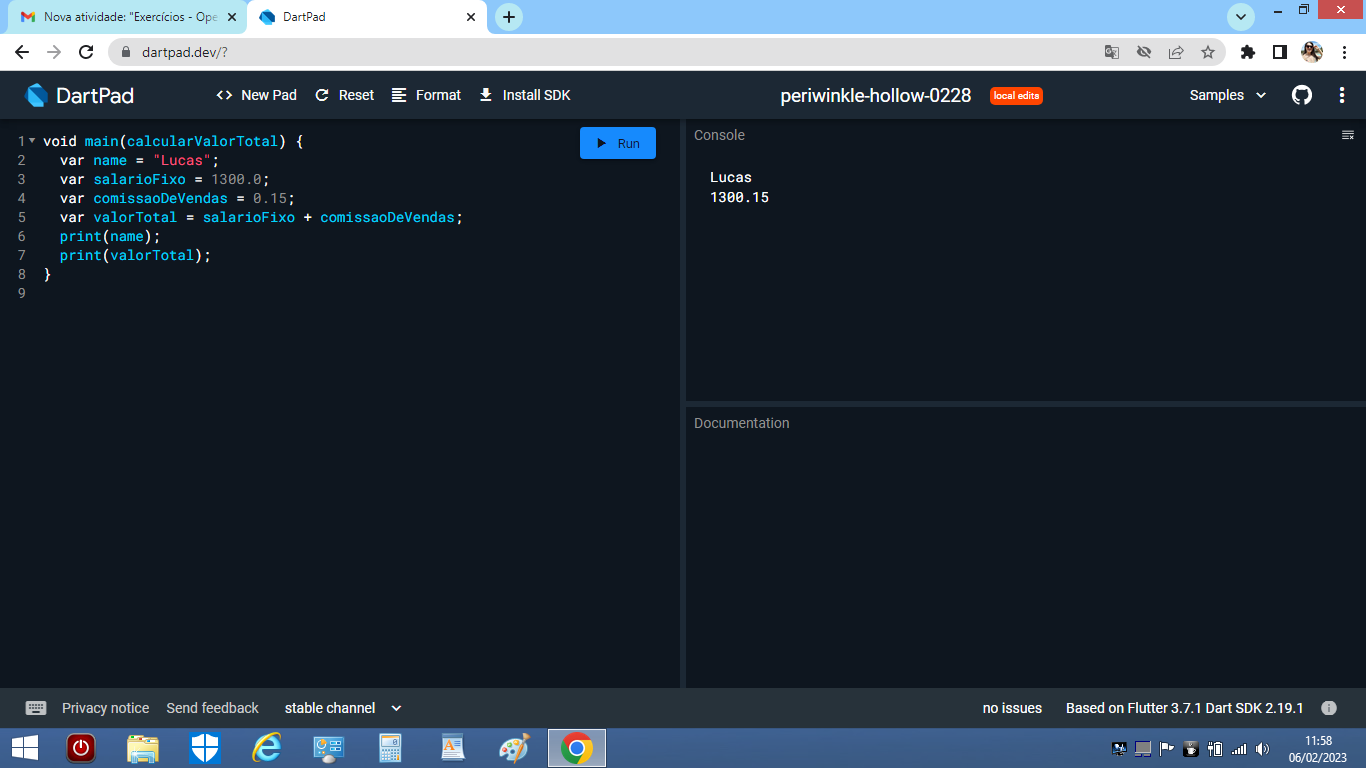 Nova atividade: "Exercícios - Ope
DartPad
dartpad.dev/?
DartPad
New Pad
Reset
Format
Install SDK
periwinkle-hollow-0228
local edits
Samples
1 void main(calcularValorTotal) {
2 var name = "Lucas";
3 var salarioFixo = 1300.0;
4 var comissaoDeVendas = 0.15;
5 var valorTotal = salarioFixo + comissaoDeVendas;
6 print(name);
7 print(valorTotal);
8 }
9
Run
Console
Lucas
1300.15
Documentation
Privacy notice
Send feedback
stable channel
no issues
Based on Flutter 3.7.1 Dart SDK 2.19.1
11:58
06/02/2023